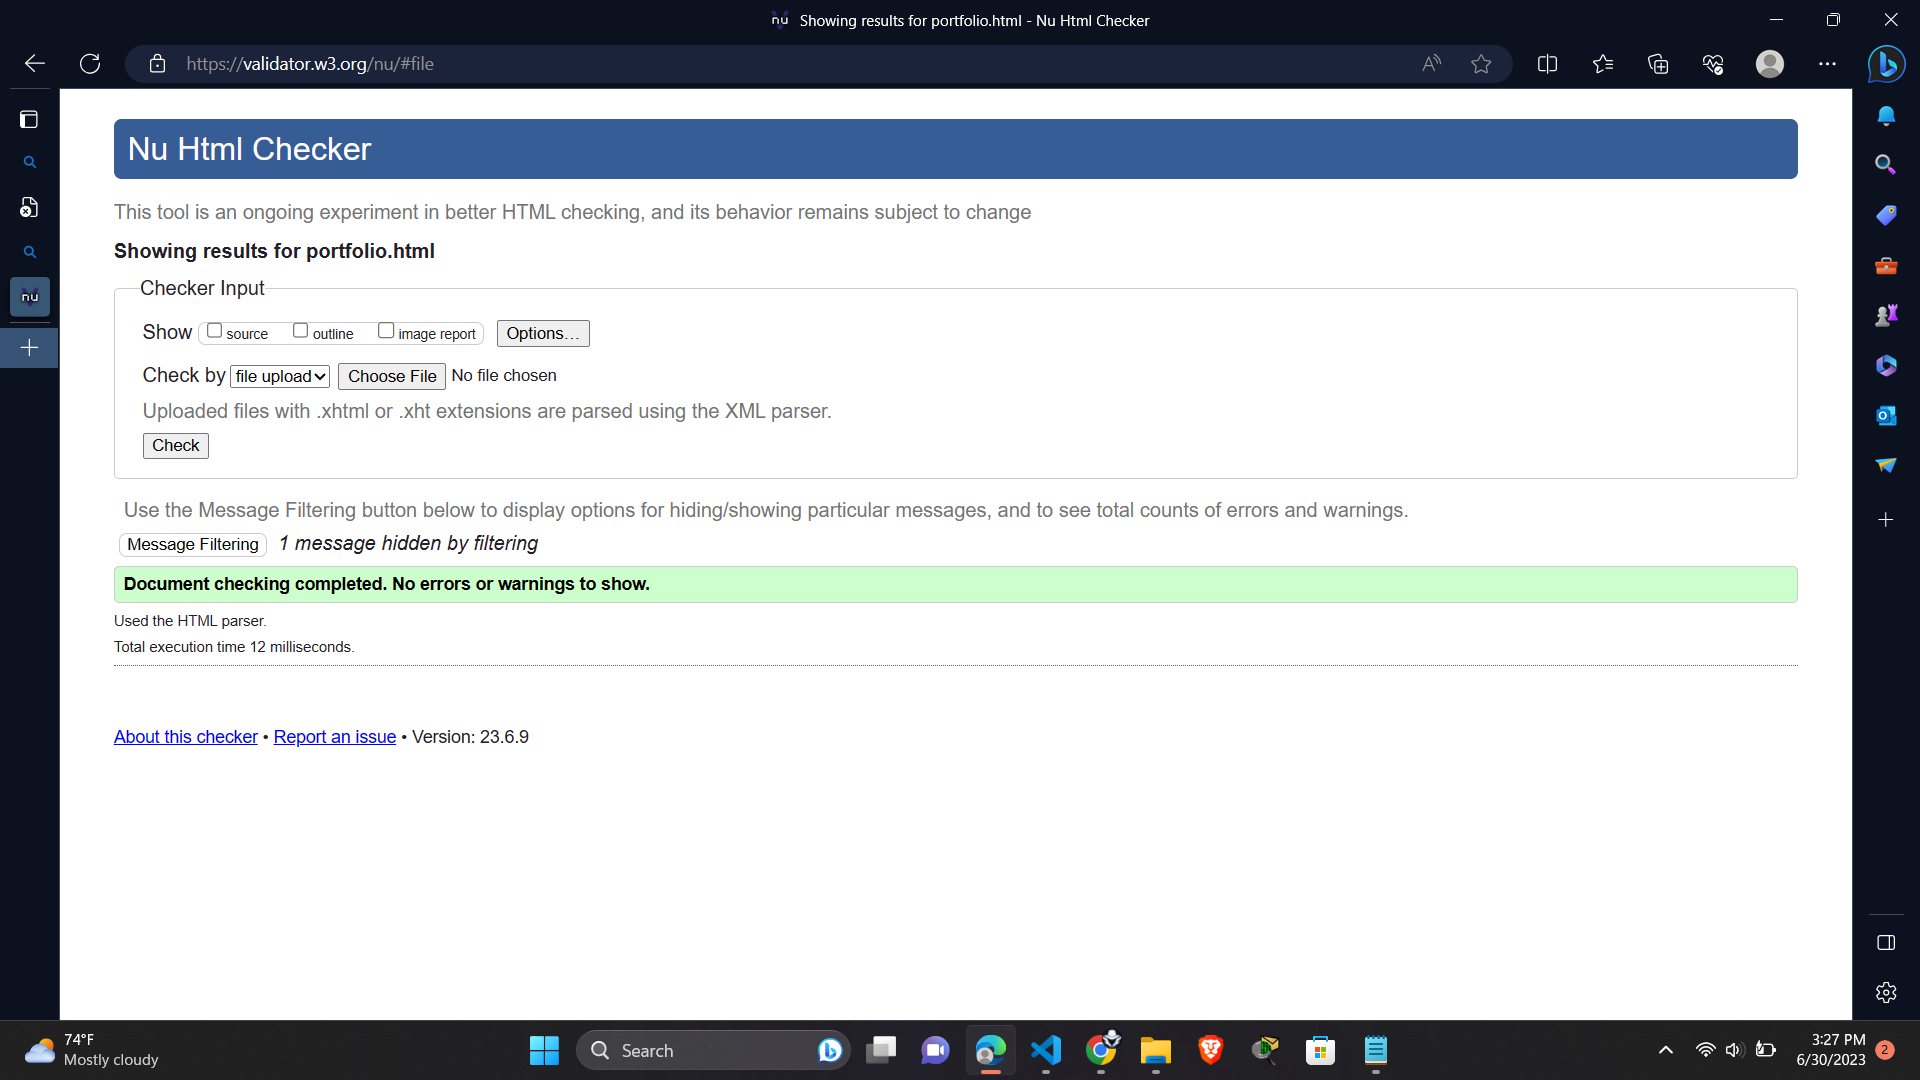 nu Showing results for portfolio.html - Nu Html Checker
https://validator.w3.org/nu/#file
nu
Nu Html Checker
This tool is an ongoing experiment in better HTML checking, and its behavior remains subject to change
Showing results for portfolio.html
Checker Input
Show source outline image report Options...
Check by file upload Choose File No file chosen
Uploaded files with .xhtml or .xht extensions are parsed using the XML parser.
Check
Use the Message Filtering button below to display options for hiding/showing particular messages, and to see total counts of errors and warnings.
Message Filtering 1 message hidden by filtering
Document checking completed. No errors or warnings to show.
Used the HTML parser.
Total execution time 12 milliseconds.
About this checker • Report an issue • Version: 23.6.9
74°F
Mostly cloudy
Search
3:27 PM
6/30/2023
2